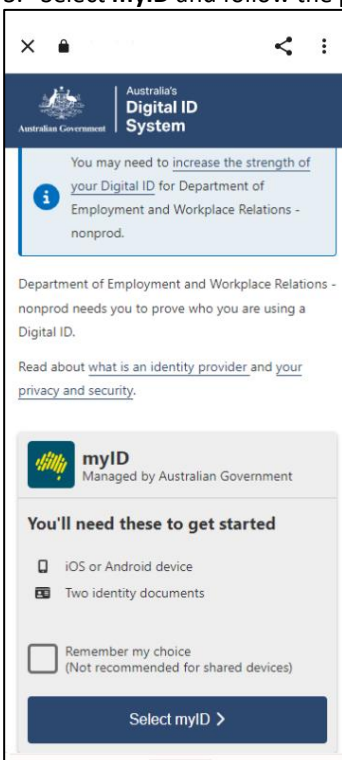 Select myID and follow the p
Australia's
Digital ID
System
Australian Government
You may need to increase the strength of
your Digital ID for Department of
Employment and Workplace Relations -
nonprod.
Department of Employment and Workplace Relations -
nonprod needs you to prove who you are using a
Digital ID.
Read about what is an identity provider and your
privacy and security.
myID
Managed by Australian Government
You'll need these to get started
iOS or Android device
Two identity documents
Remember my choice
(Not recommended for shared devices)
Select myID >